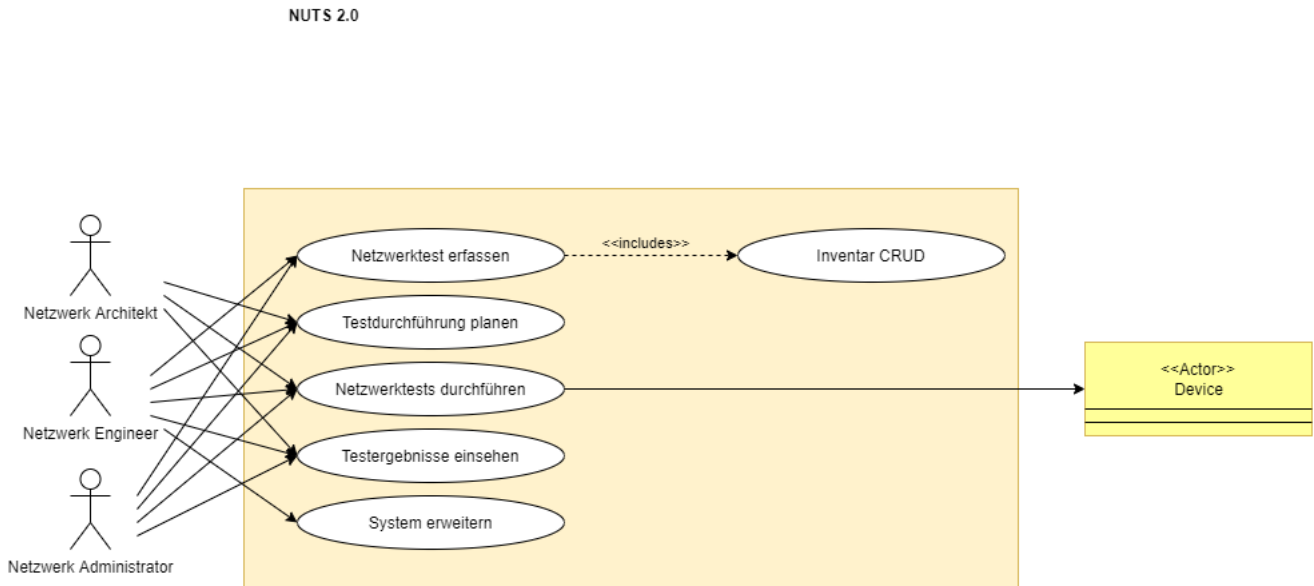 NUTS 2.0
Netzwerk Architekt
Netzwerk Engineer
Netzwerk Administrator
Netzwerktest erfassen
<<includes>>
Inventar CRUD
Testdurchführung planen
Netzwerktests durchführen
Testergebnisse einsehen
System erweitern
<<Actor>>
Device